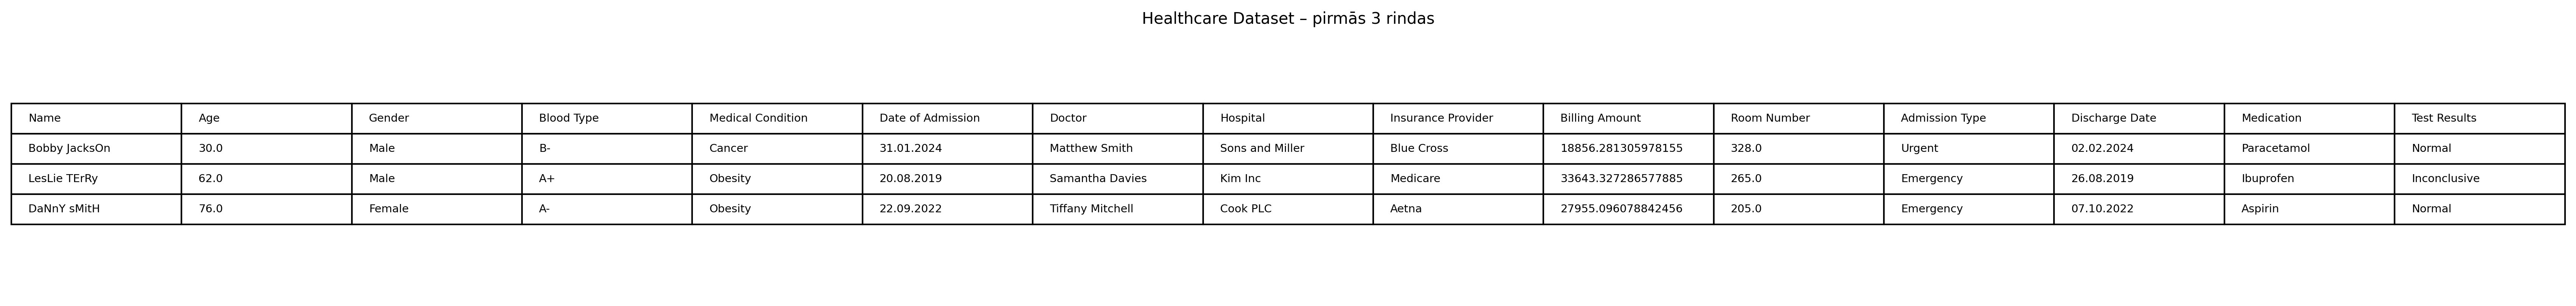 Healthcare Dataset – pirmās 3 rindas
Name Age Gender Blood Type Medical Condition Date of Admission Doctor Hospital Insurance Provider Billing Amount Room Number Admission Type Discharge Date Medication Test Results
Bobby JacksOn 30.0 Male B- Cancer 31.01.2024 Matthew Smith Sons and Miller Blue Cross 18856.281305978155 328.0 Urgent 02.02.2024 Paracetamol Normal
LesLie TErRy 62.0 Male A+ Obesity 20.08.2019 Samantha Davies Kim Inc Medicare 33643.327286577885 265.0 Emergency 26.08.2019 Ibuprofen Inconclusive
DaNnY sMitH 76.0 Female A- Obesity 22.09.2022 Tiffany Mitchell Cook PLC Aetna 27955.096078842456 205.0 Emergency 07.10.2022 Aspirin Normal